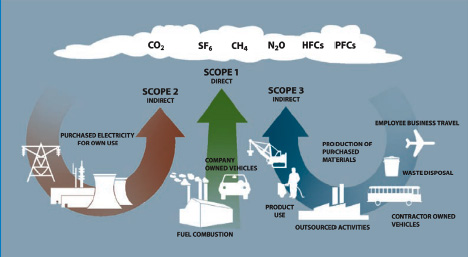 CO₂ SF₆ CH₄ N₂O HFCs PFCs
SCOPE 1
DIRECT
SCOPE 2
INDIRECT
SCOPE 3
INDIRECT
PURCHASED ELECTRICITY
FOR OWN USE
COMPANY
OWNED VEHICLES
FUEL COMBUSTION
PRODUCT
USE
PRODUCTION OF
PURCHASED
MATERIALS
OUTSOURCED ACTIVITIES
EMPLOYEE BUSINESS TRAVEL
WASTE DISPOSAL
CONTRACTOR OWNED
VEHICLES